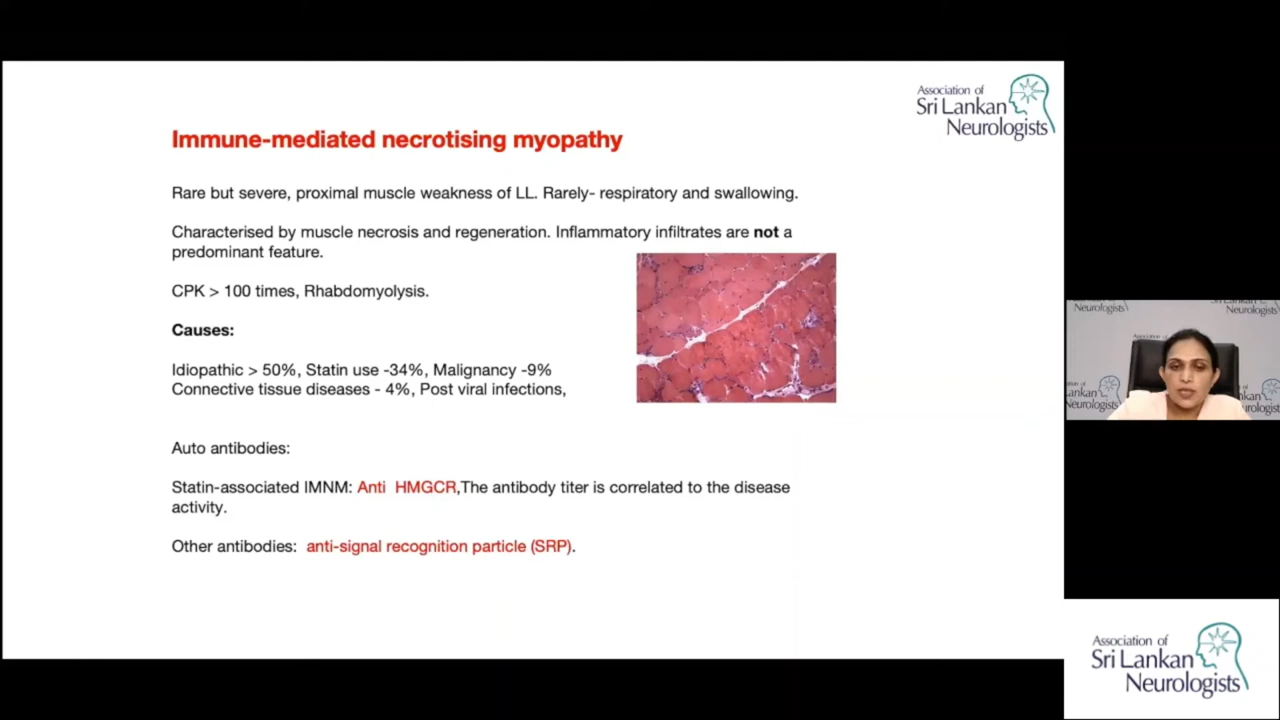 Association of
Sri Lankan
Neurologists
Immune-mediated necrotising myopathy
Rare but severe, proximal muscle weakness of LL. Rarely- respiratory and swallowing.
Characterised by muscle necrosis and regeneration. Inflammatory infiltrates are not a
predominant feature.
CPK > 100 times, Rhabdomyolysis.
Causes:
Idiopathic > 50%, Statin use -34%, Malignancy -9%
Connective tissue diseases - 4%, Post viral infections,
Auto antibodies:
Statin-associated IMNM: Anti  HMGCR,The antibody titer is correlated to the disease
activity.
Other antibodies:  anti-signal recognition particle (SRP).
Neurologists
Neurologists
Association of
Sri Lankan
Neurologists